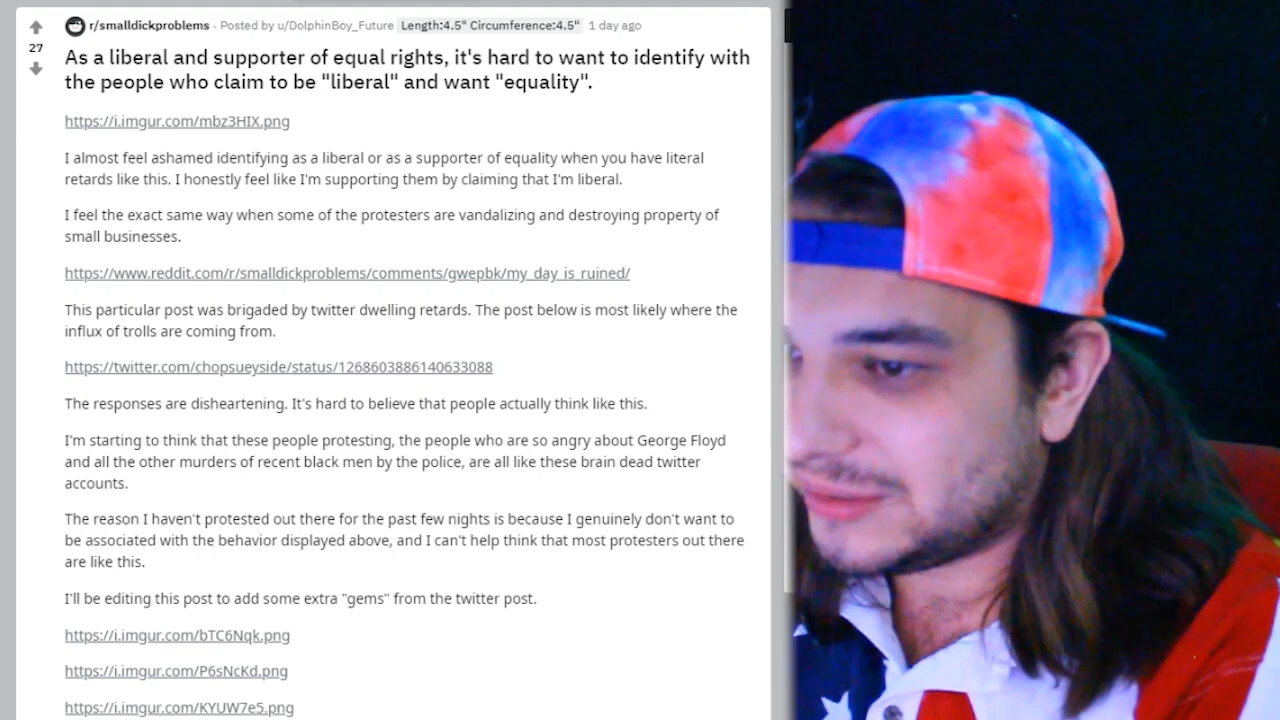 r/smalldickproblems · Posted by u/DolphinBoy_Future Length:4.5" Circumference:4.5" 1 day ago
27
As a liberal and supporter of equal rights, it's hard to want to identify with
the people who claim to be "liberal" and want "equality".
https://i.imgur.com/mbz3HIX.png
I almost feel ashamed identifying as a liberal or as a supporter of equality when you have literal
retards like this. I honestly feel like I'm supporting them by claiming that I'm liberal.
I feel the exact same way when some of the protesters are vandalizing and destroying property of
small businesses.
https://www.reddit.com/r/smalldickproblems/comments/gwepbk/my_day_is_ruined/
This particular post was brigaded by twitter dwelling retards. The post below is most likely where the
influx of trolls are coming from.
https://twitter.com/chopsueyside/status/1268603886140633088
The responses are disheartening. It's hard to believe that people actually think like this.
I'm starting to think that these people protesting, the people who are so angry about George Floyd
and all the other murders of recent black men by the police, are all like these brain dead twitter
accounts.
The reason I haven't protested out there for the past few nights is because I genuinely don't want to
be associated with the behavior displayed above, and I can't help think that most protesters out there
are like this.
I'll be editing this post to add some extra "gems" from the twitter post.
https://i.imgur.com/bTC6Nqk.png
https://i.imgur.com/P6sNcKd.png
https://i.imgur.com/KYUW7e5.png